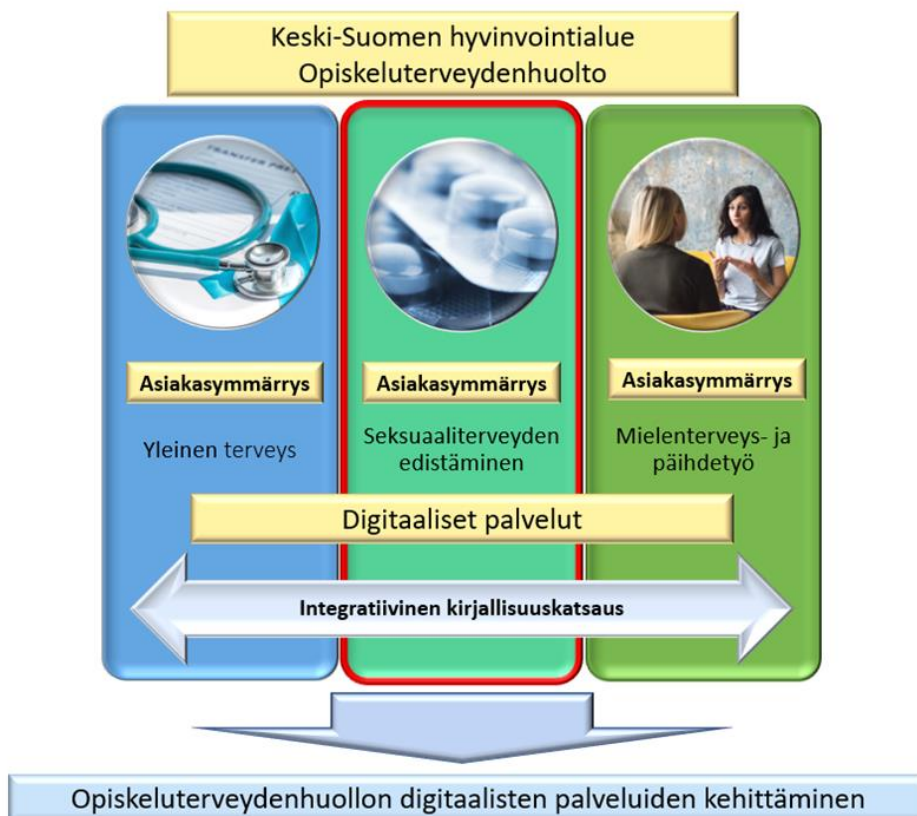 Keski-Suomen hyvinvointialue
Opiskeluterveydenhuolto
Asiakasymmärrys
Yleinen terveys
Asiakasymmärrys
Seksuaaliterveyden
edistäminen
Asiakasymmärrys
Mielenterveys- ja
päihdetyö
Digitaaliset palvelut
Integratiivinen kirjallisuuskatsaus
Opiskeluterveydenhuollon digitaalisten palveluiden kehittäminen